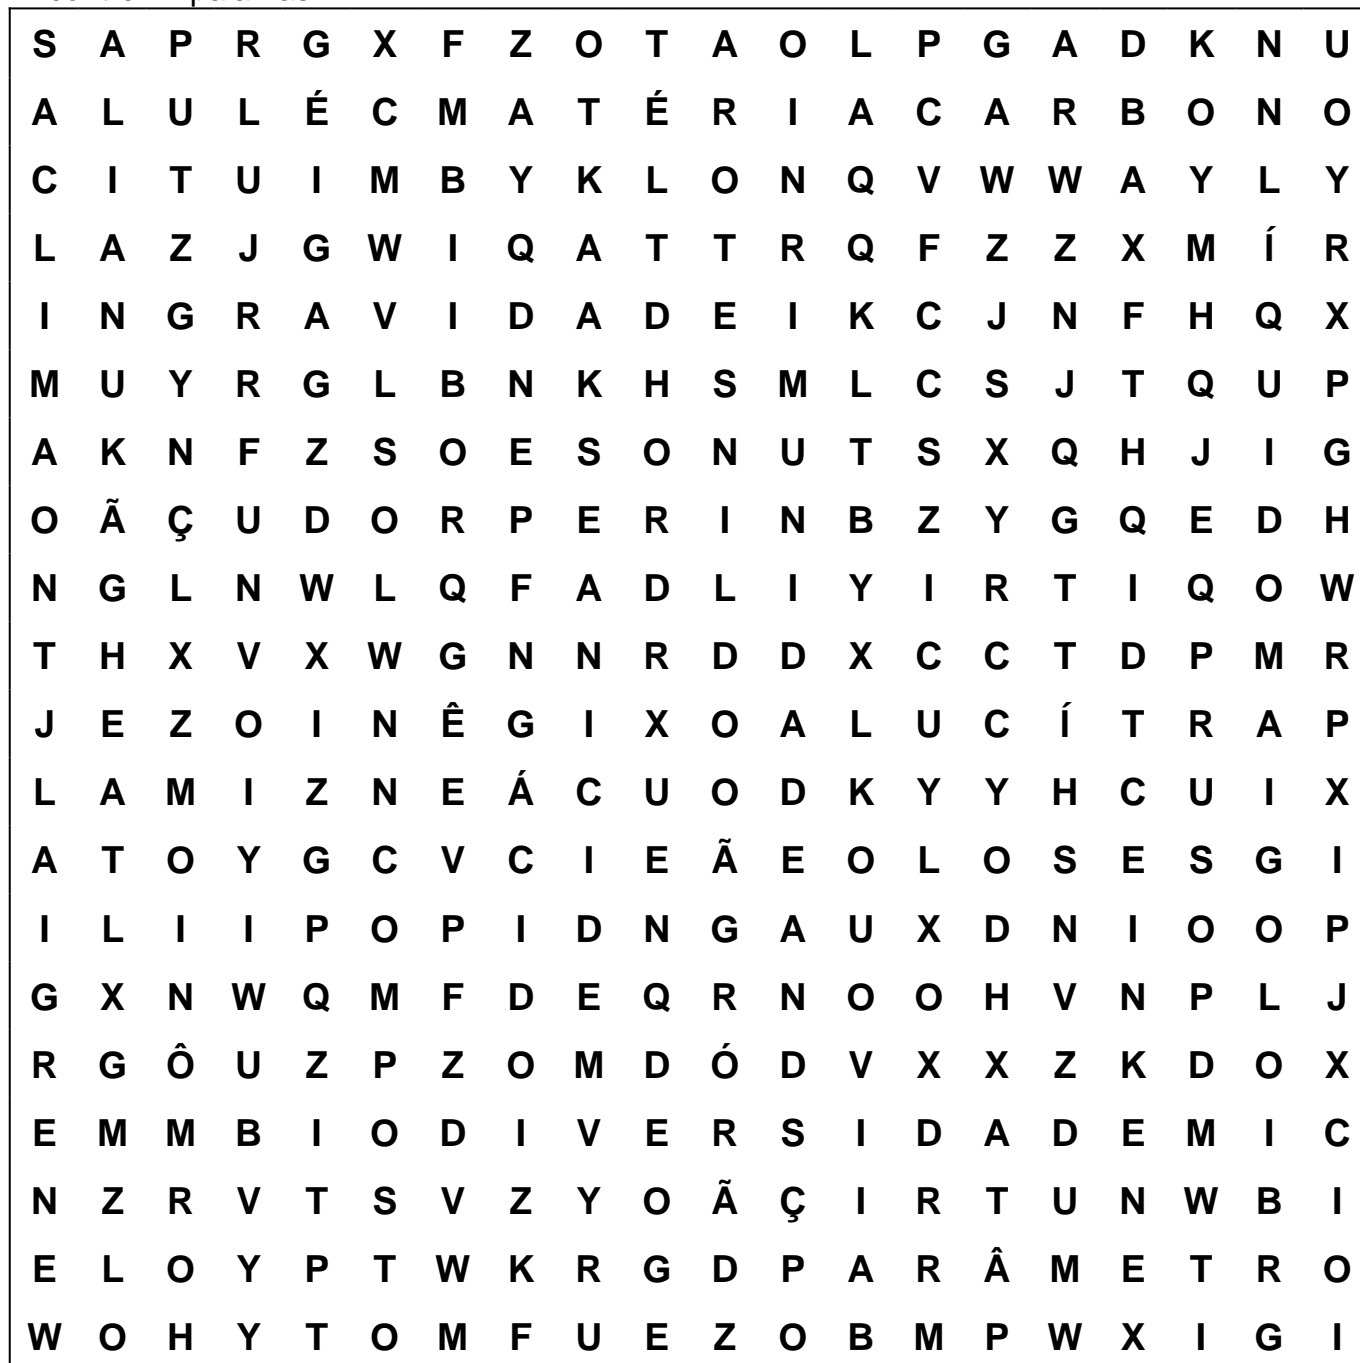 S A P R G X F Z O T A O L P G A D K N U
A L U L É C M A T É R I A C A R B O N O
C I T U I M B Y K L O N Q V W W A Y L Y
L A Z J G W I Q A T T R Q F Z Z X M Í R
I N G R A V I D A D E I K C J N F H Q X
M U Y R G L B N K H S M L C S J T Q U P
A K N F Z S O E S O N U T S X Q H J I G
O Ã Ç U D O R P E R I N B Z Y G Q E D H
N G L N W L Q F A D L I Y I R T I Q O W
T H X V X W G N N R D D X C C T D P M R
J E Z O I N Ê G I X O A L U C Í T R A P
L A M I Z N E Á C U O D K Y Y H C U I X
A T O Y G C V C I E Ã E O L O S E S G I
I L I I P O P I D N G A U X D N I O O P
G X N W Q M F D E Q R N O O H V N P L J
R G Ô U Z P Z O M D Ó D V X X Z K D O X
E M M B I O D I V E R S I D A D E M I C
N Z R V T S V Z Y O Ã Ç I R T U N W B I
E L O Y P T W K R G D P A R Â M E T R O
W O H Y T O M F U E Z O B M P W X I G I